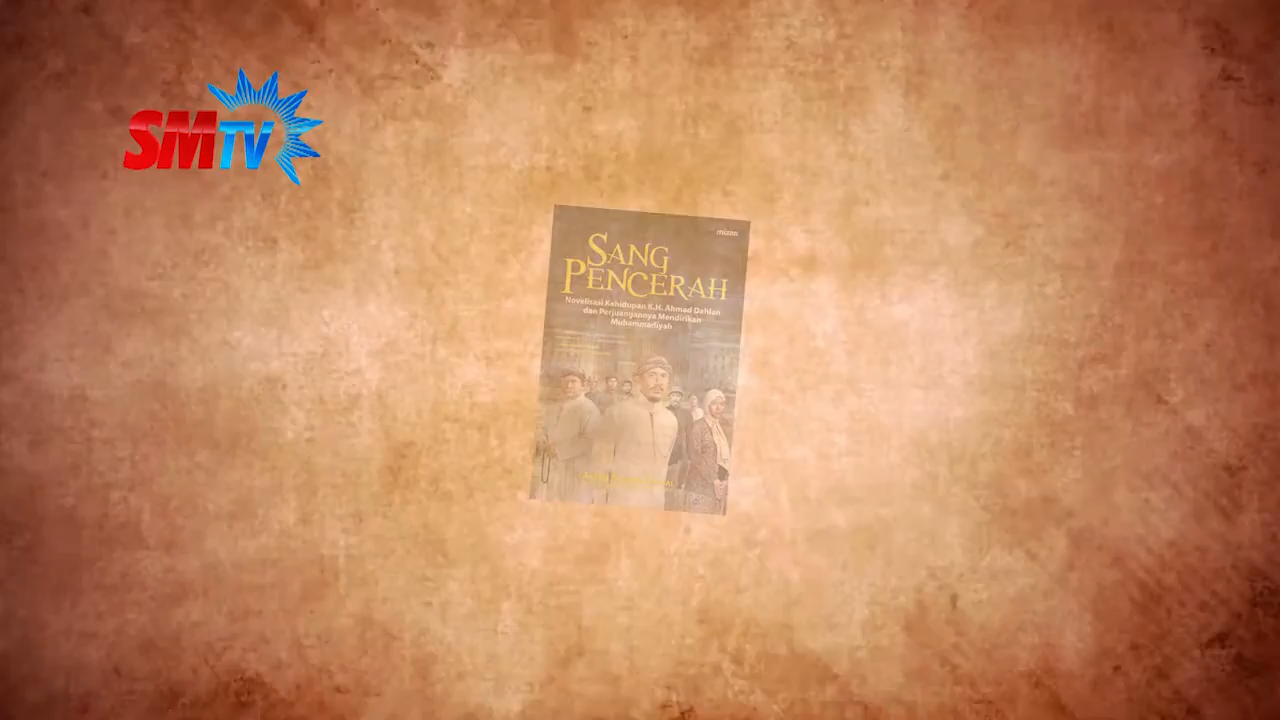 SMTV
mizan
SANG
PENCERAH
Novelisasi Kehidupan K.H. Ahmad Dahlan
dan Perjuangannya Mendirikan
Muhammadiyah